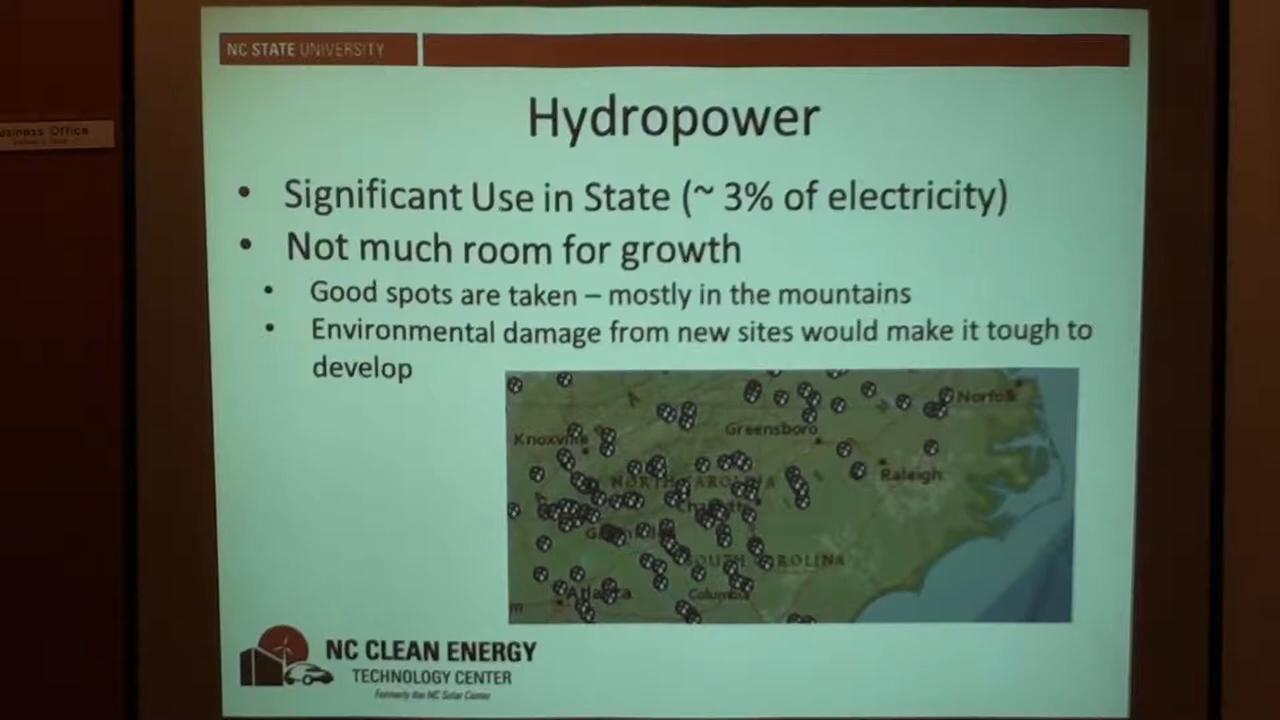 NC STATE UNIVERSITY
Business Office
Hydropower
• Significant Use in State (~ 3% of electricity)
• Not much room for growth
• Good spots are taken – mostly in the mountains
• Environmental damage from new sites would make it tough to
develop
Norfolk
Greensboro
Knoxville
Raleigh
NORTH CAROLINA
SOUTH CAROLINA
Atlanta
Columbia
NC CLEAN ENERGY
TECHNOLOGY CENTER
Formerly the NC Solar Center